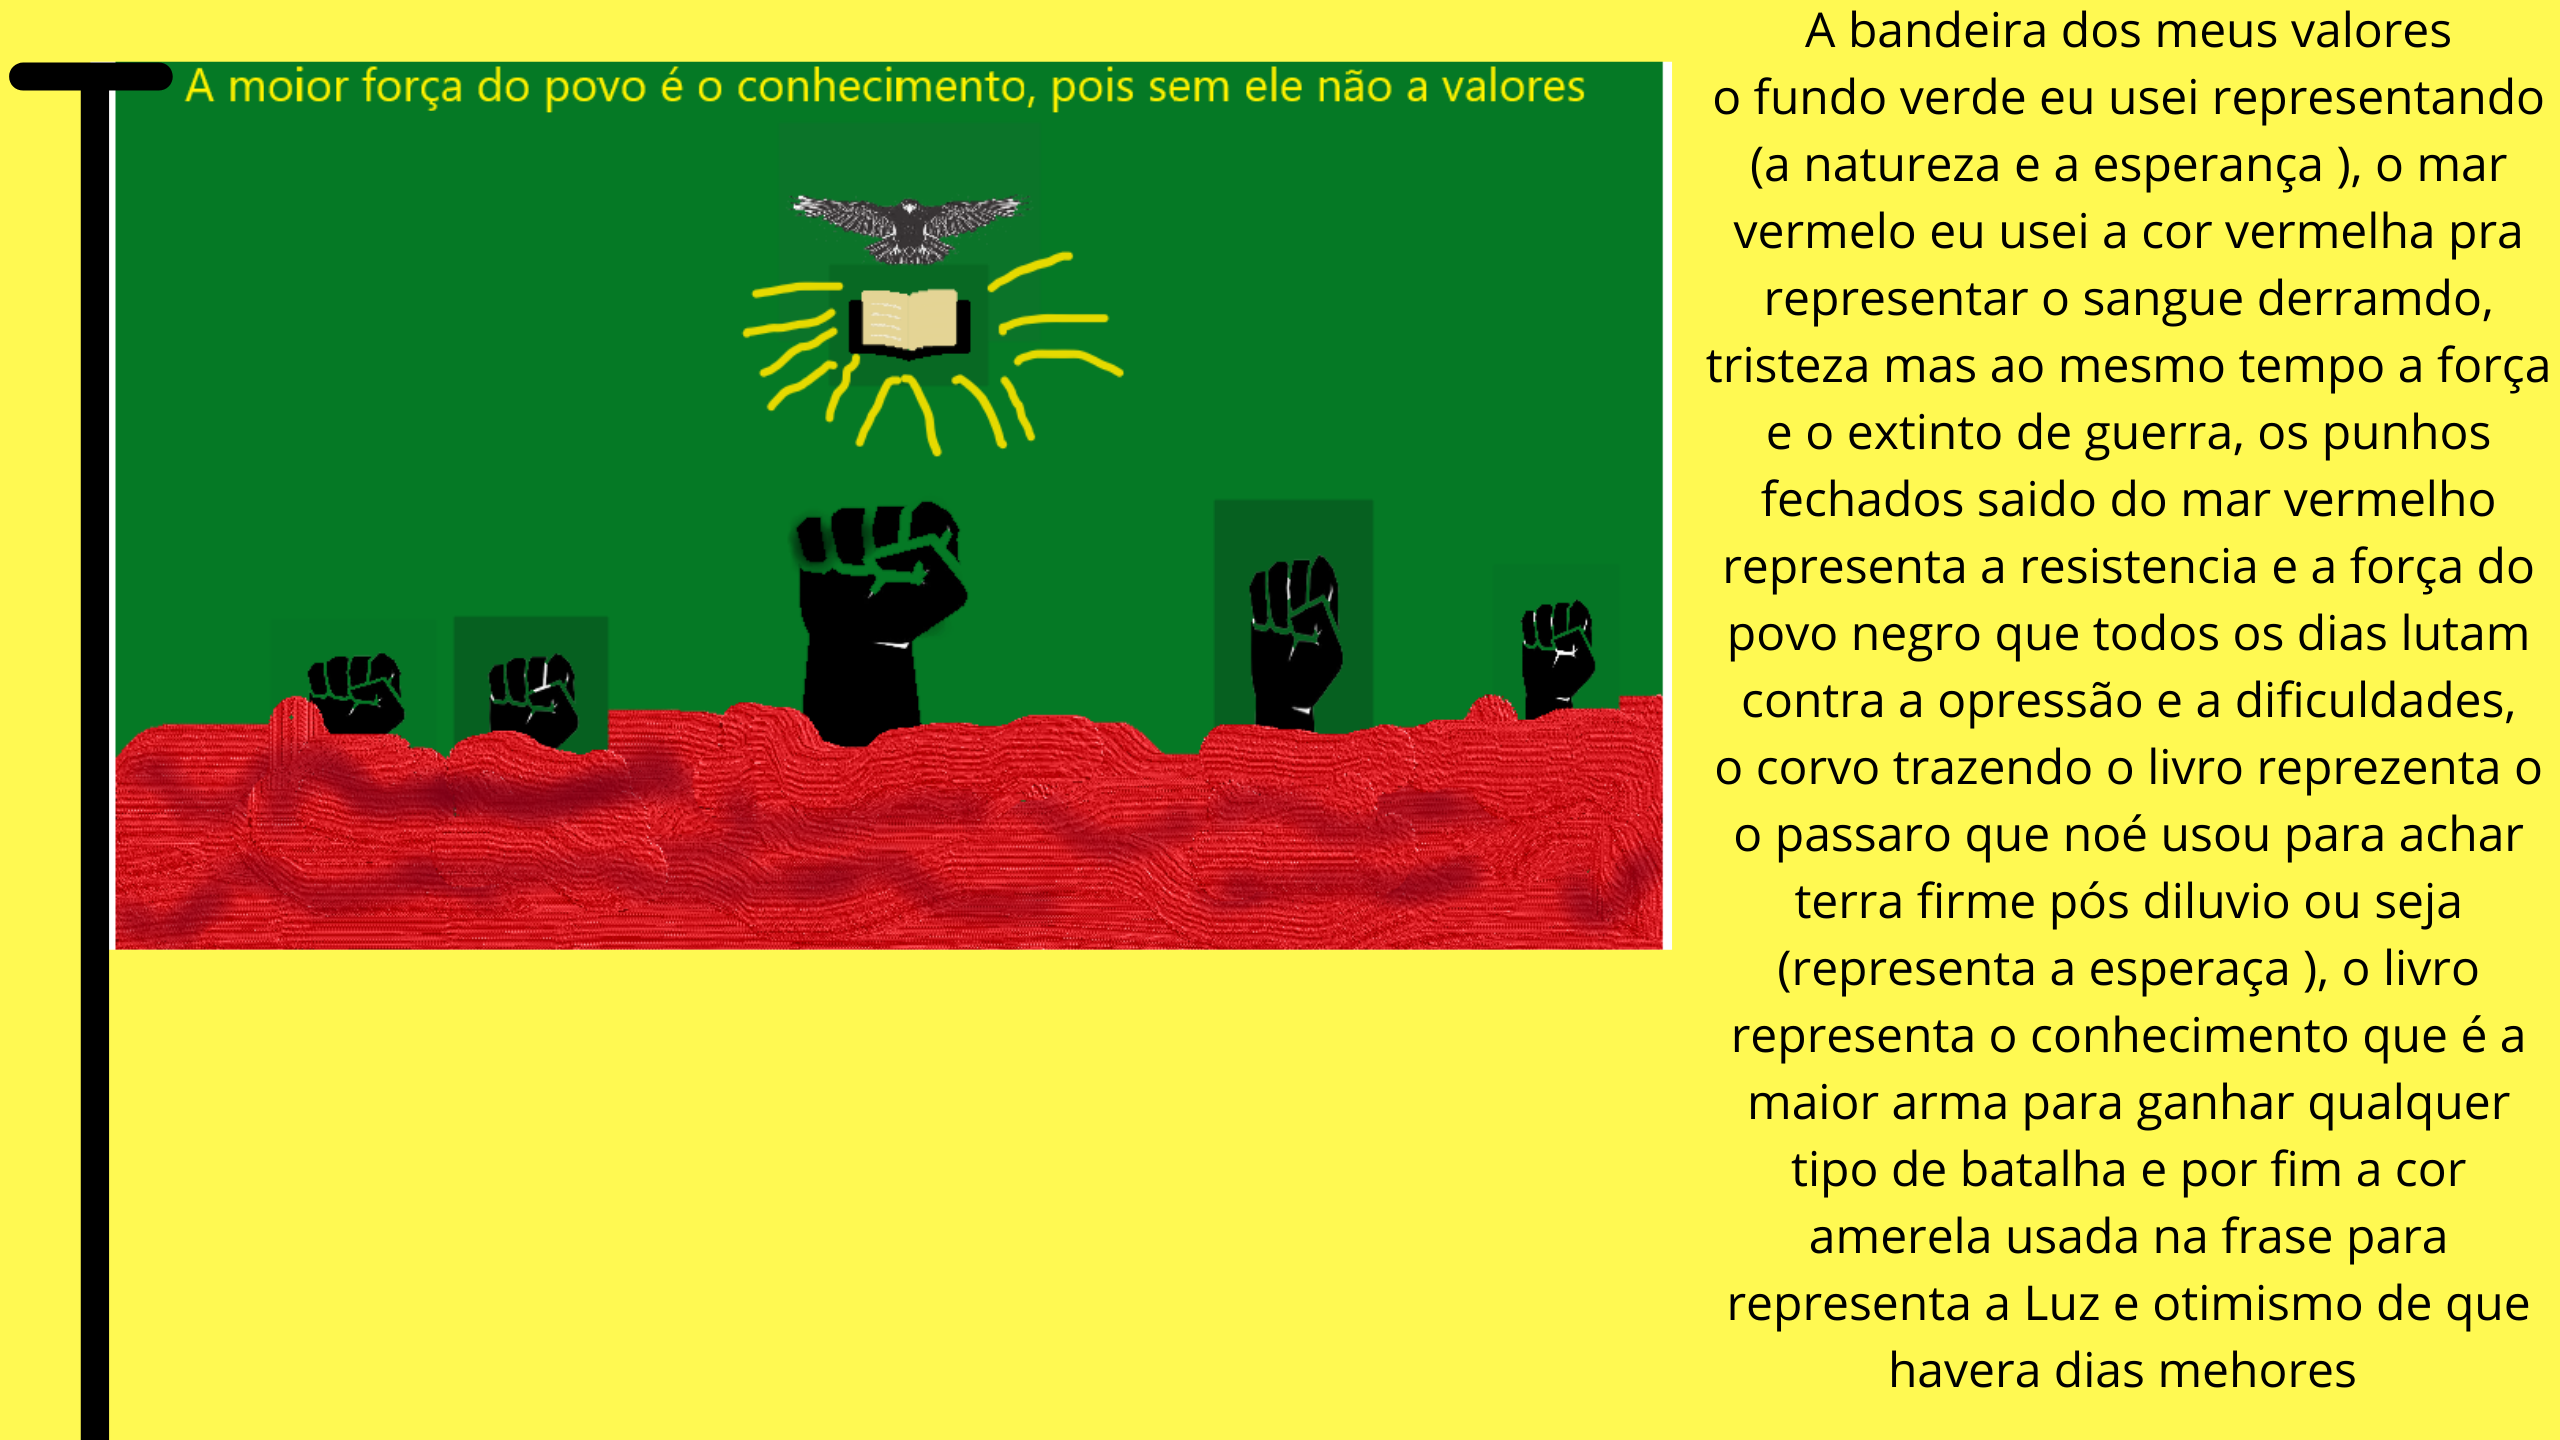 A moior força do povo é o conhecimento, pois sem ele não a valores
A bandeira dos meus valores
o fundo verde eu usei representando
(a natureza e a esperança ), o mar
vermelo eu usei a cor vermelha pra
representar o sangue derramdo,
tristeza mas ao mesmo tempo a força
e o extinto de guerra, os punhos
fechados saido do mar vermelho
representa a resistencia e a força do
povo negro que todos os dias lutam
contra a opressão e a dificuldades,
o corvo trazendo o livro reprezenta o
o passaro que noé usou para achar
terra firme pós diluvio ou seja
(representa a esperaça ), o livro
representa o conhecimento que é a
maior arma para ganhar qualquer
tipo de batalha e por fim a cor
amerela usada na frase para
representa a Luz e otimismo de que
havera dias mehores